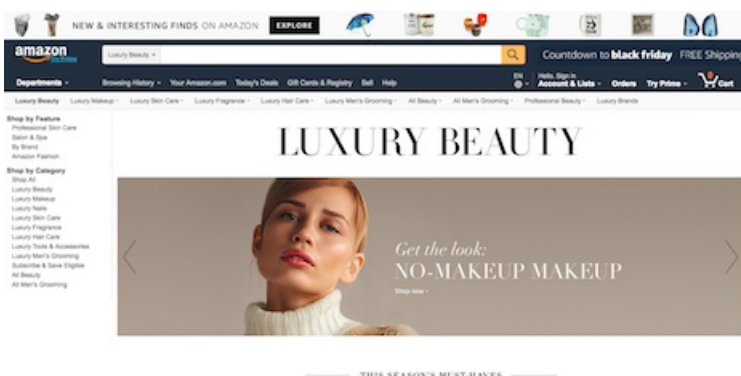 NEW & INTERESTING FINDS ON AMAZON EXPLORE
amazon
Try Prime
Luxury Beauty
Countdown to black friday FREE Shipping
Departments
Browsing History Your Amazon.com Today's Deals Gift Cards & Registry Sell Help
EN
Hello, Sign in
Account & Lists Orders Try Prime 0 Cart
Luxury Beauty Luxury Makeup Luxury Skin Care Luxury Fragrance Luxury Hair Care Luxury Men's Grooming All Beauty All Men's Grooming Professional Beauty Luxury Brands
Shop by Feature
Professional Skin Care
Salon & Spa
By Brand
Amazon Fashion
Shop by Category
Shop All
Luxury Beauty
Luxury Makeup
Luxury Nails
Luxury Skin Care
Luxury Fragrance
Luxury Hair Care
Luxury Tools & Accessories
Luxury Men's Grooming
Subscribe & Save Eligible
All Beauty
All Men's Grooming
LUXURY BEAUTY
Get the look:
NO-MAKEUP MAKEUP
Shop now ›
THIS SEASON'S MUST-HAVES